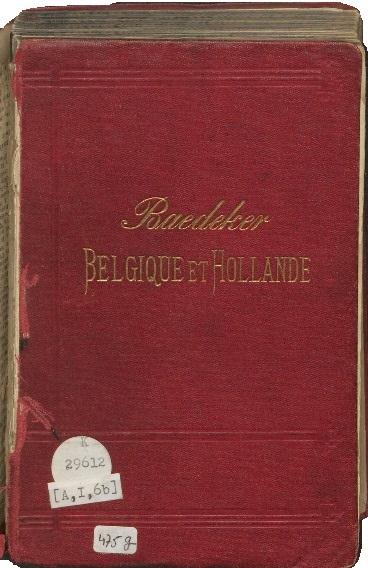 Baedeker
BELGIQUE ET HOLLANDE
K
29612
[A,I,6b]
475 g